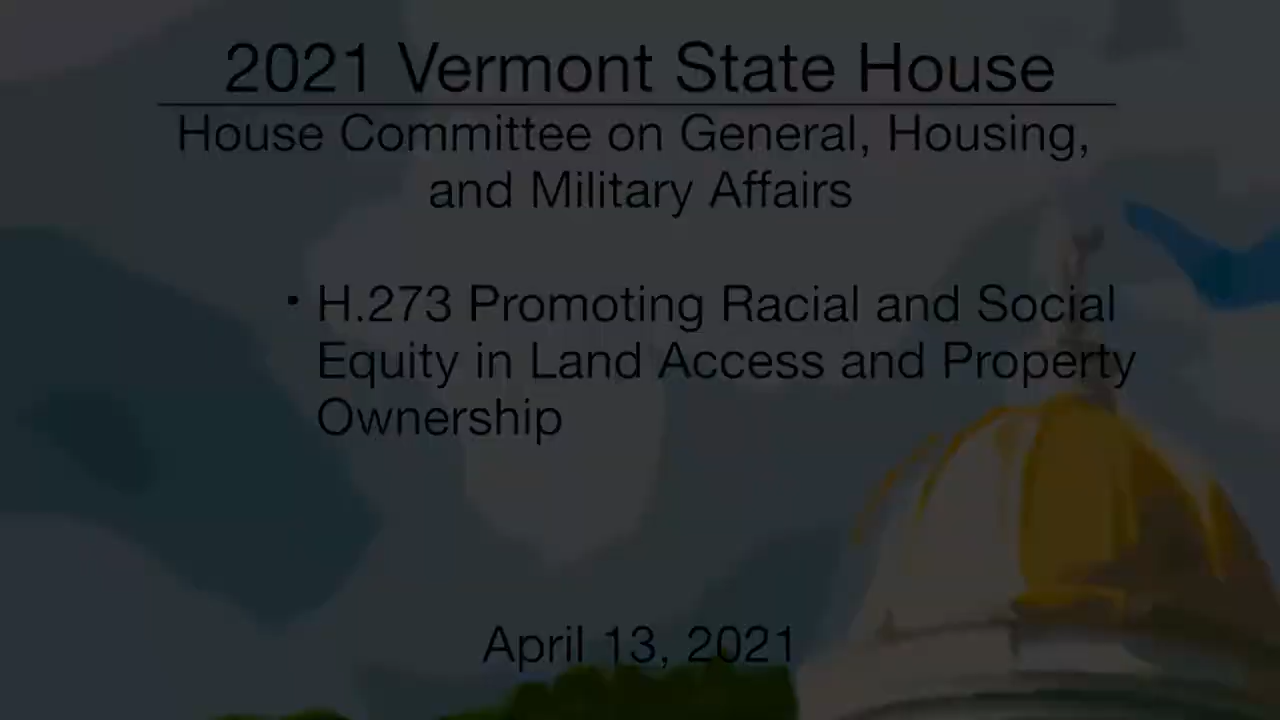 2021 Vermont State House
House Committee on General, Housing,
and Military Affairs
• H.273 Promoting Racial and Social
Equity in Land Access and Property
Ownership
April 13, 2021